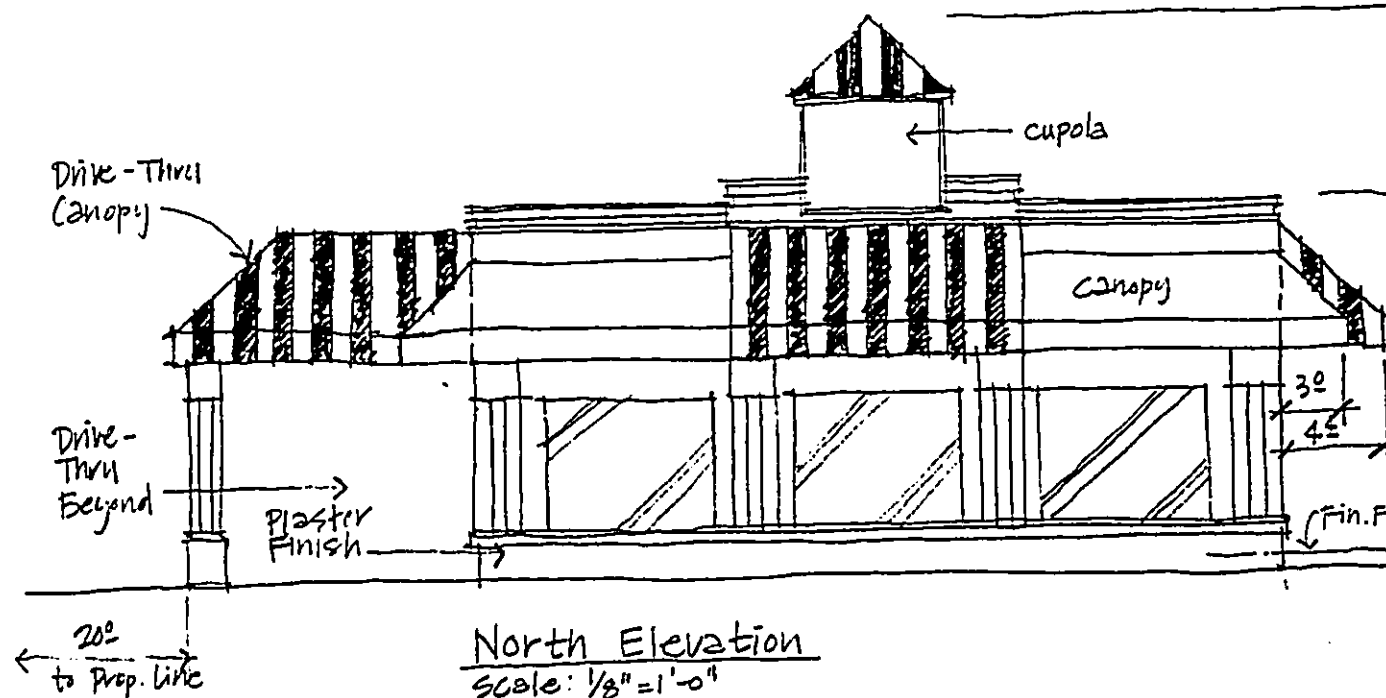 cupola
Drive-Thru
Canopy
Canopy
3⁰
4⁶
Drive-
Thru
Beyond
Plaster
Finish
Fin.F
20⁰
to Prop. Line
North Elevation
Scale: 1/8"=1'-0"